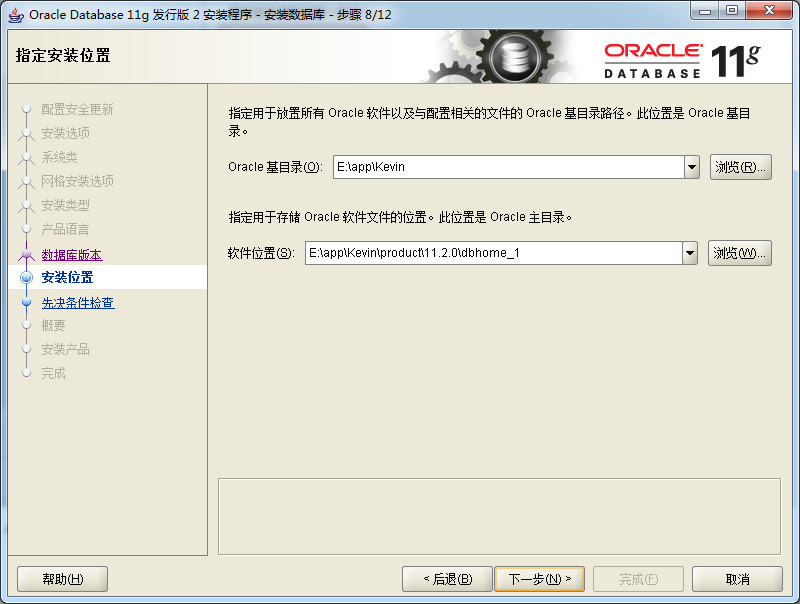 Oracle Database 11g 发行版 2 安装程序 - 安装数据库 - 步骤 8/12
指定安装位置
ORACLE
DATABASE
11g
配置安全更新
安装选项
系统类
网格安装选项
安装类型
产品语言
数据库版本
安装位置
先决条件检查
概要
安装产品
完成
指定用于放置所有 Oracle 软件以及与配置相关的文件的 Oracle 基目录路径。此位置是 Oracle 基目
录。
Oracle 基目录(O): E:\app\Kevin 浏览(R)...
指定用于存储 Oracle 软件文件的位置。此位置是 Oracle 主目录。
软件位置(S): E:\app\Kevin\product\11.2.0\dbhome_1 浏览(W)...
帮助(H) < 后退(B) 下一步(N) > 完成(F) 取消